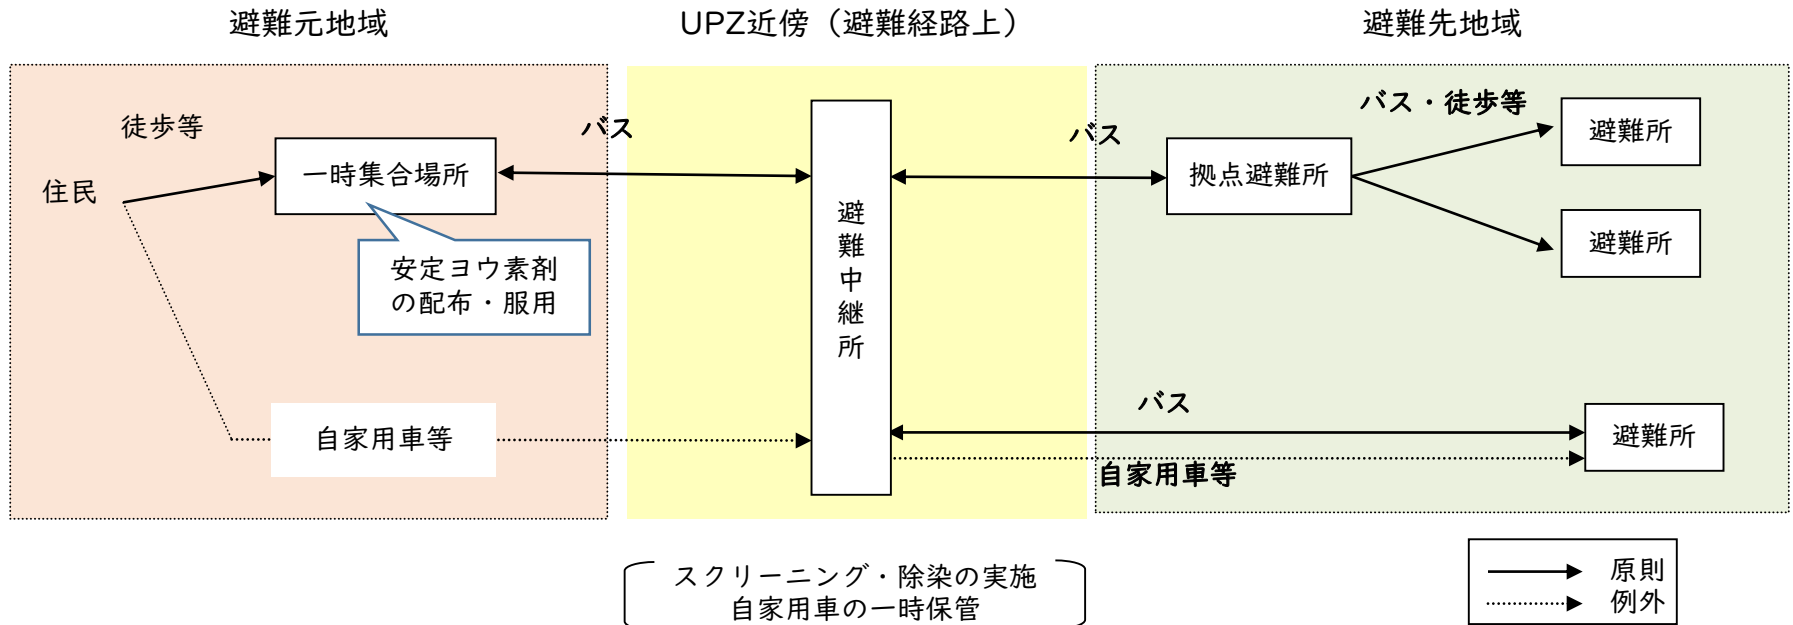 避難元地域
UPZ近傍（避難経路上）
避難先地域
徒歩等
バス
バス
バス・徒歩等
住民
一時集合場所
拠点避難所
避難所
避難所
安定ヨウ素剤
の配布・服用
避難中継所
自家用車等
バス
自家用車等
避難所
スクリーニング・除染の実施
自家用車の一時保管
原則
例外